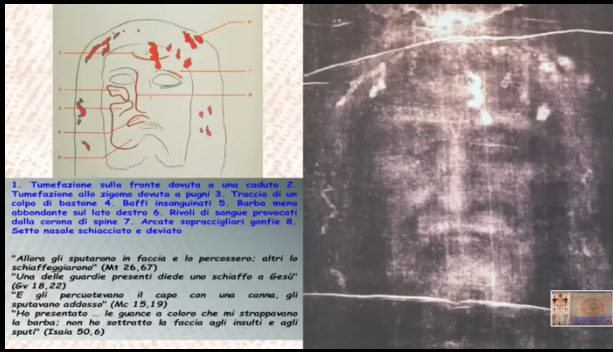 1. Tumefazione sulla fronte dovuta a una caduta 2.
Tumefazione allo zigomo dovuta a pugni 3. Traccia di un
colpo di bastone 4. Baffi insanguinati 5. Barba meno
abbondante sul lato destro 6. Rivoli di sangue provocati
dalla corona di spine 7. Arcate sopraccigliari gonfie 8.
Setto nasale schiacciato e deviato
"Allora gli sputarono in faccia e lo percossero; altri lo
schiaffeggiarono" (Mt 26,67)
"Una delle guardie presenti diede uno schiaffo a Gesù"
(Gv 18,22)
"E gli percuotevano il capo con una canna, gli
sputavano addosso" (Mc 15,19)
"Ho presentato ... le guance a coloro che mi strappavano
la barba; non ho sottratto la faccia agli insulti e agli
sputi" (Isaia 50,6)